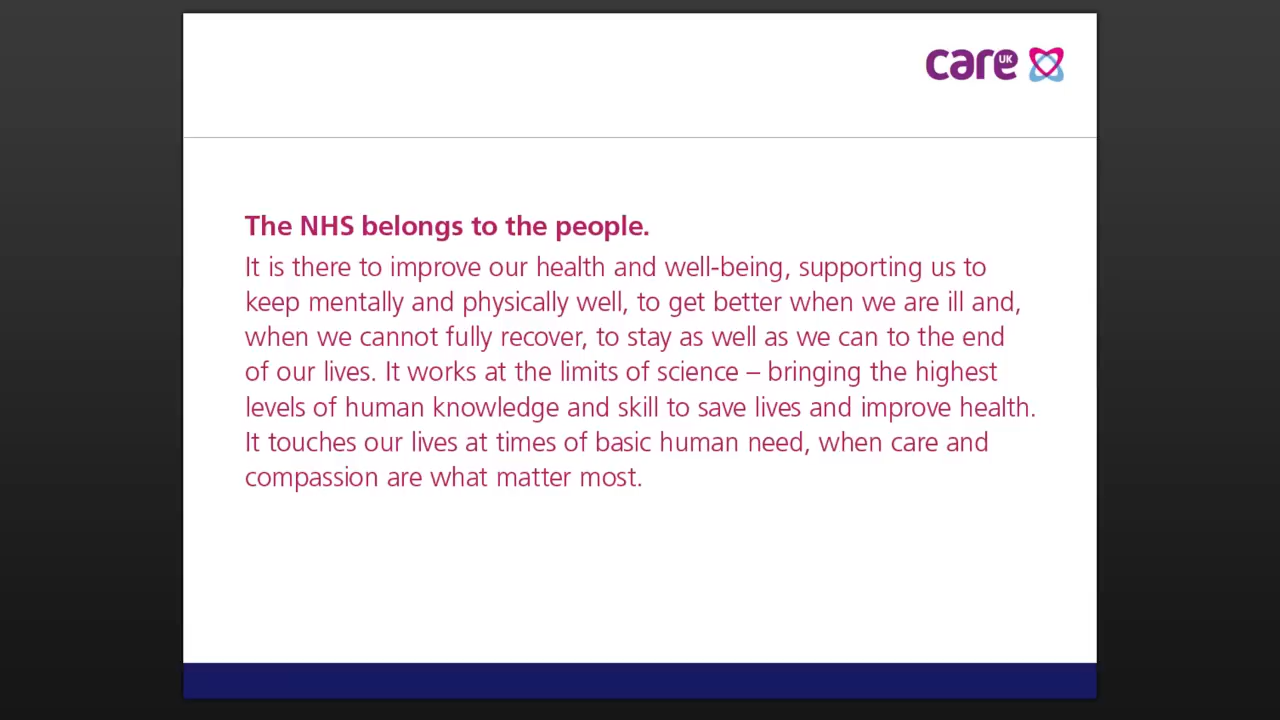 care UK
The NHS belongs to the people.
It is there to improve our health and well-being, supporting us to
keep mentally and physically well, to get better when we are ill and,
when we cannot fully recover, to stay as well as we can to the end
of our lives. It works at the limits of science – bringing the highest
levels of human knowledge and skill to save lives and improve health.
It touches our lives at times of basic human need, when care and
compassion are what matter most.